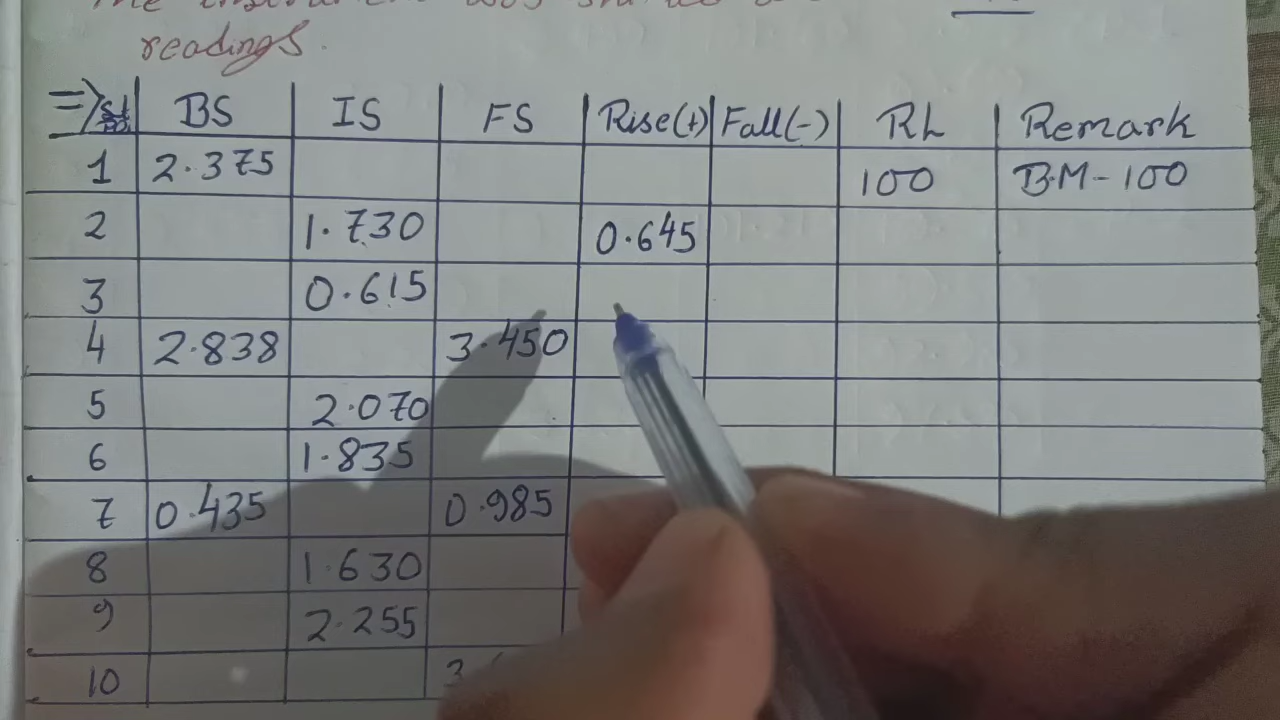 readings.
=> BS IS FS Rise(+) Fall(-) RL Remark
1 2.375 100 B.M-100
2 1.730 0.645
3 0.615
4 2.838 3.450
5 2.070
6 1.835
7 0.435 0.985
8 1.630
9 2.255
10